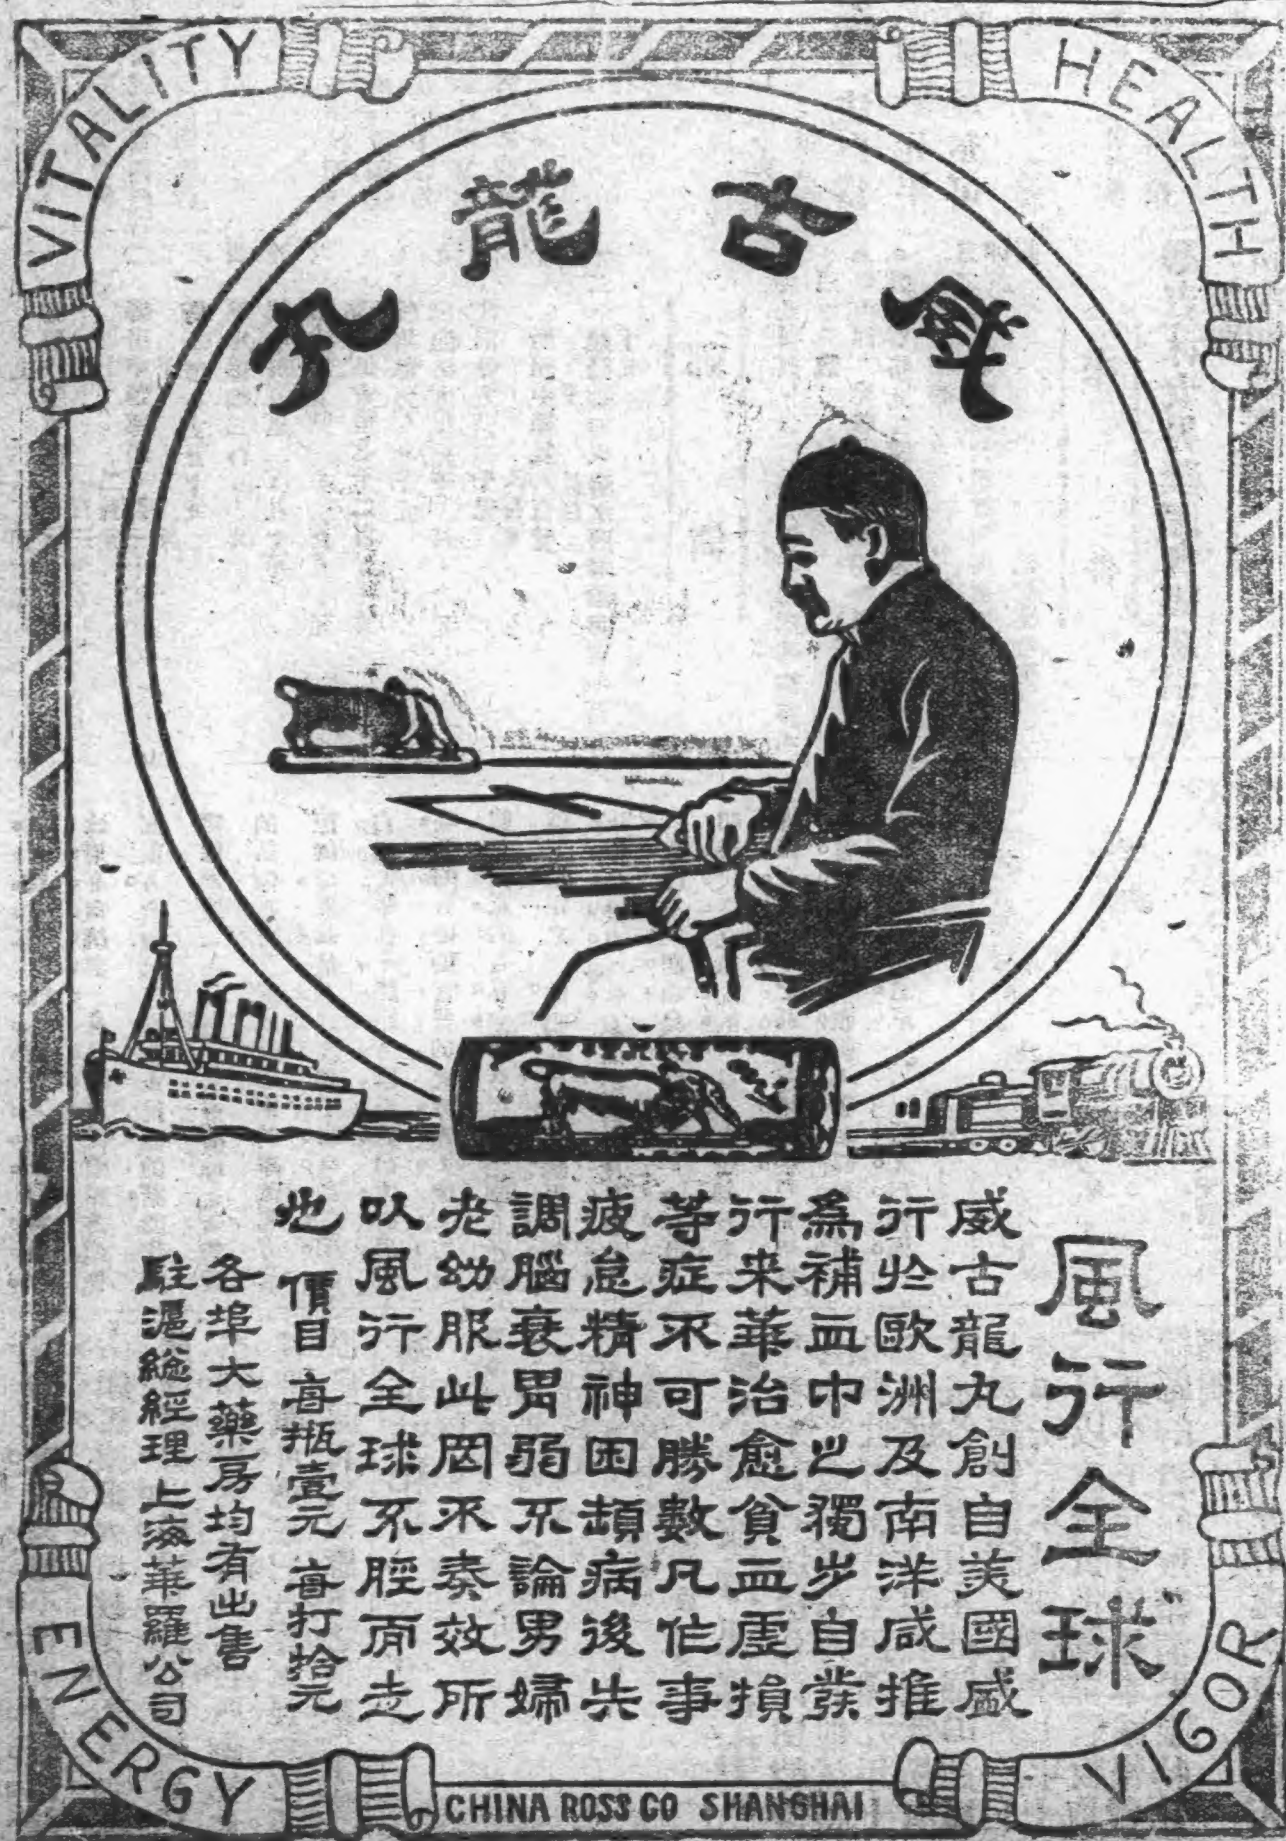 VITALITY
HEALTH
威古龍丸
風行全球
威古龍丸創自美國盛
行於歐洲及南洋咸推
為補血中之獨步自發
行来華治愈貧血虛損
等症不可勝數凡作事
疲怠精神困頓病後失
調腦衰胃弱不論男婦
老幼服此罔不奏效所
以風行全球不脛而走
也
價目 每瓶壹元 每打拾元
各埠大藥房均有出售
駐滬総經理上海華羅公司
ENERGY
VIGOR
CHINA ROSS CO SHANGHAI